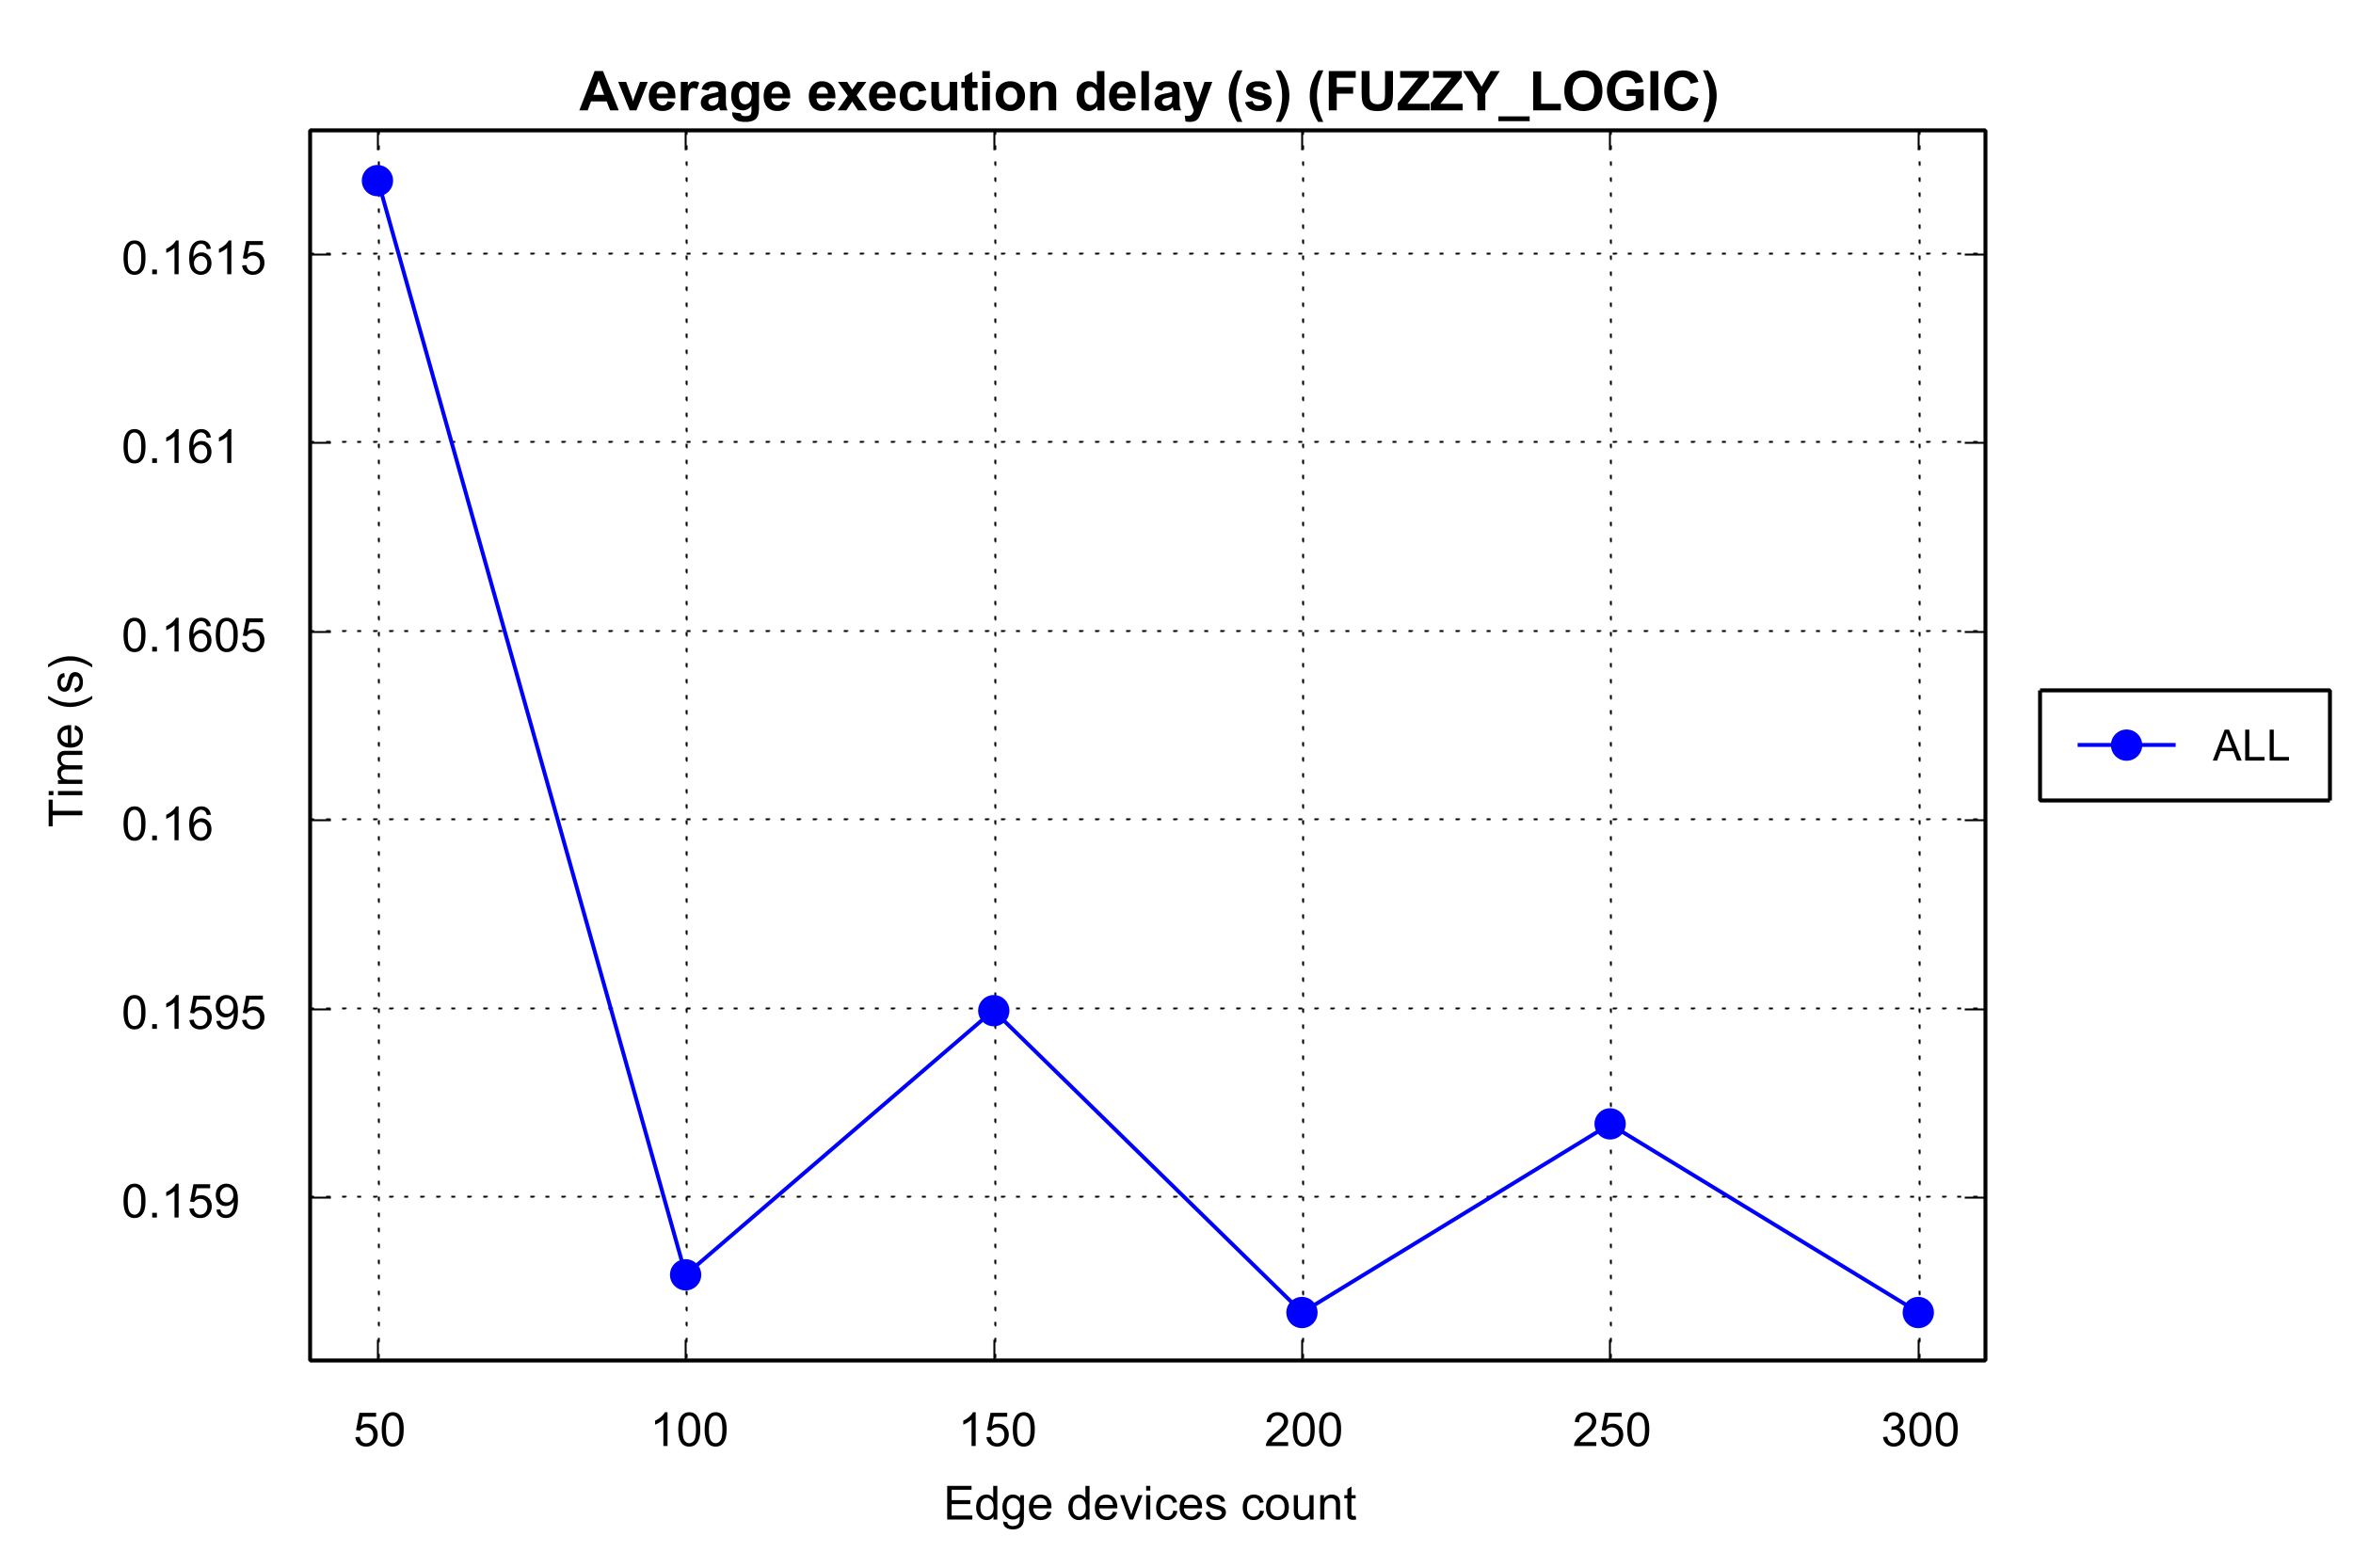 Average execution delay (s) (FUZZY_LOGIC)
0.1615
0.161
0.1605
0.16
0.1595
0.159
Time (s)
50 100 150 200 250 300
Edge devices count
ALL